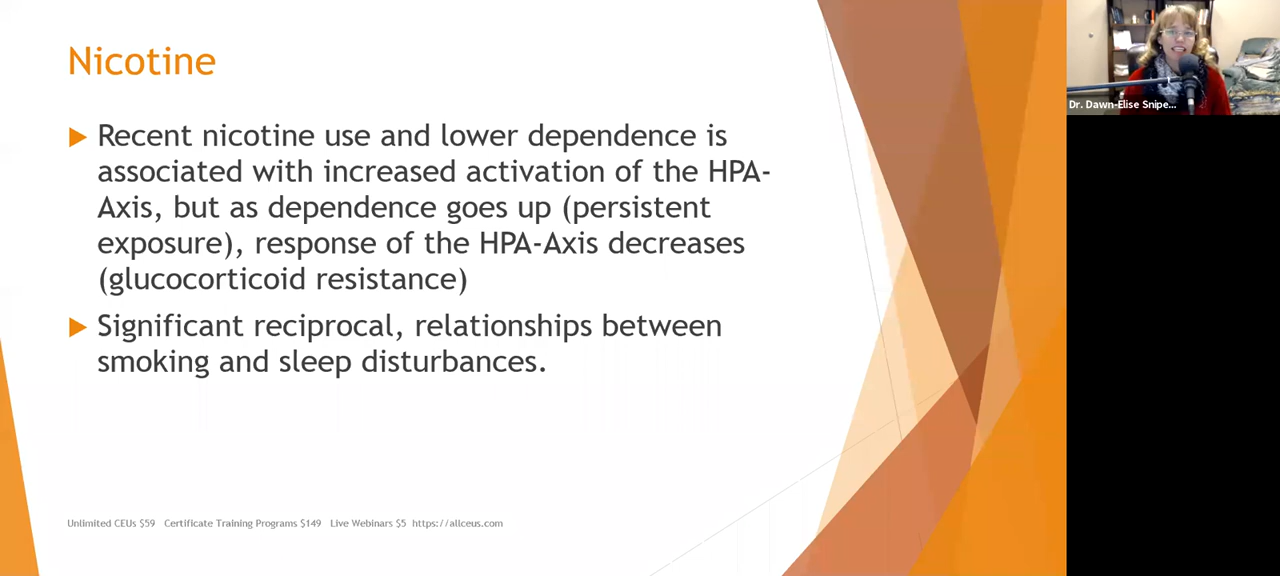 Nicotine
Recent nicotine use and lower dependence is
associated with increased activation of the HPA-
Axis, but as dependence goes up (persistent
exposure), response of the HPA-Axis decreases
(glucocorticoid resistance)
Significant reciprocal, relationships between
smoking and sleep disturbances.
Unlimited CEUs $59 Certificate Training Programs $149 Live Webinars $5 https://allceus.com
Dr. Dawn-Elise Snipe...